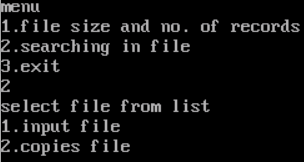 menu
1.file size and no. of records
2.searching in file
3.exit
2
select file from list
1.input file
2.copies file